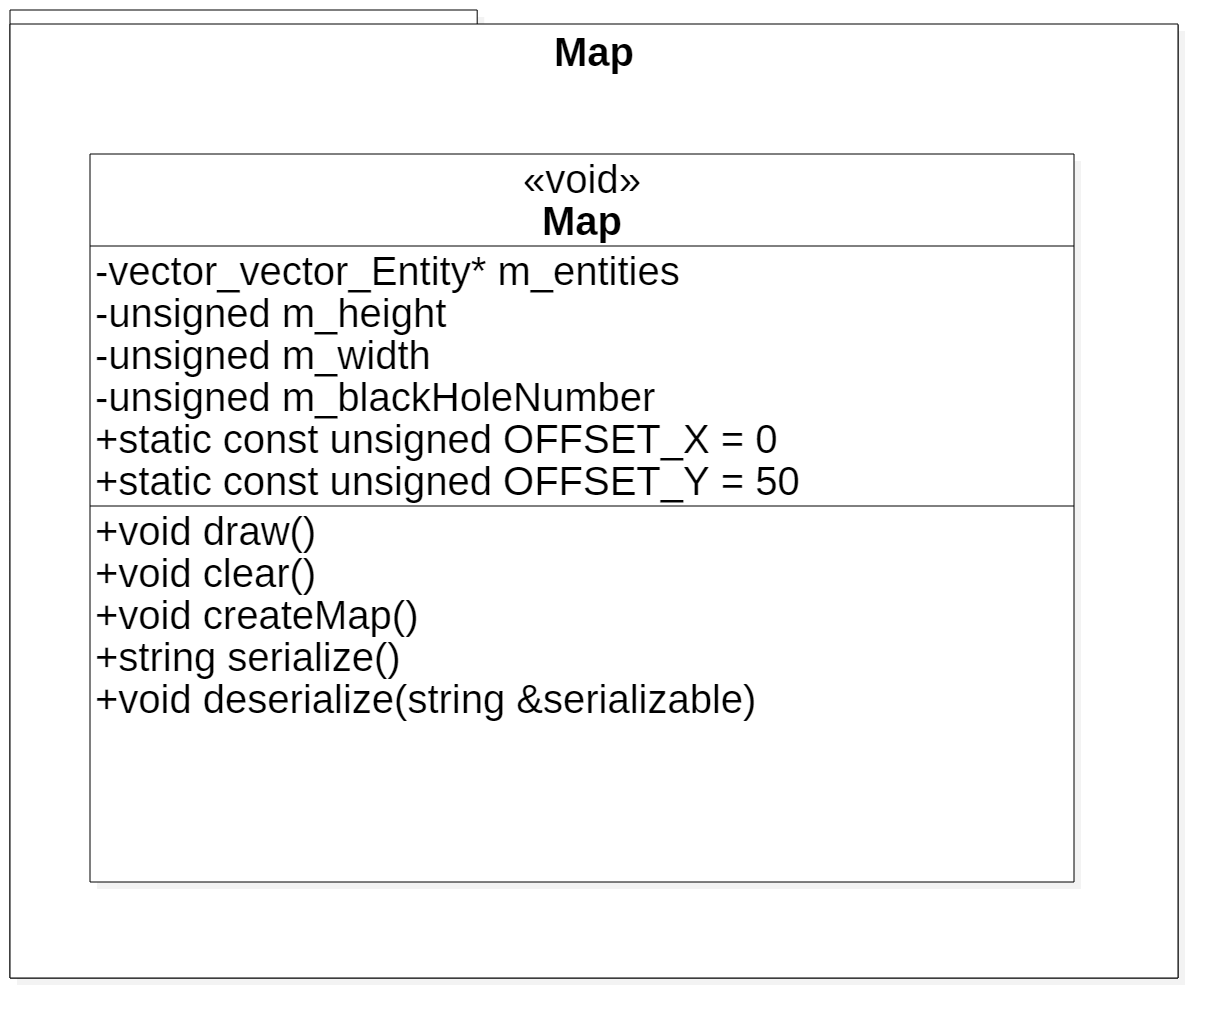 Map
«void»
Map
-vector_vector_Entity* m_entities
-unsigned m_height
-unsigned m_width
-unsigned m_blackHoleNumber
+static const unsigned OFFSET_X = 0
+static const unsigned OFFSET_Y = 50
+void draw()
+void clear()
+void createMap()
+string serialize()
+void deserialize(string &serializable)